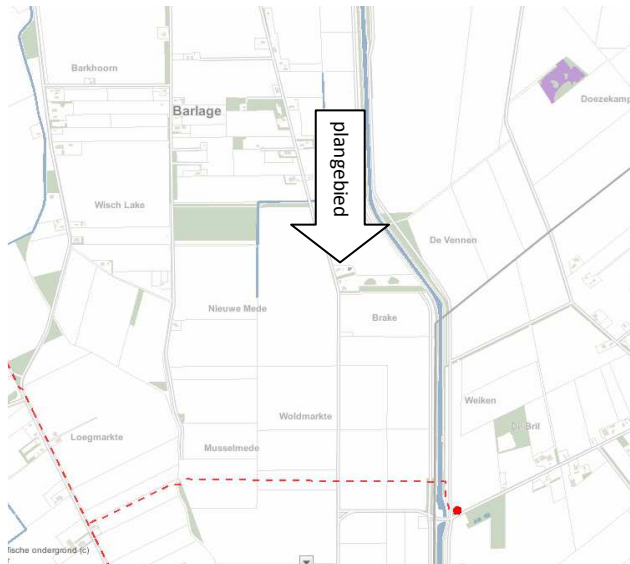 Barkhoorn
Doezekamp
Barlage
plangebied
Wisch Lake
De Vennen
Nieuwe Mede
Brake
Weiken
Woldmarkte
De Bril
Loegmarkte
Musselmede
fische ondergrond (c)
r